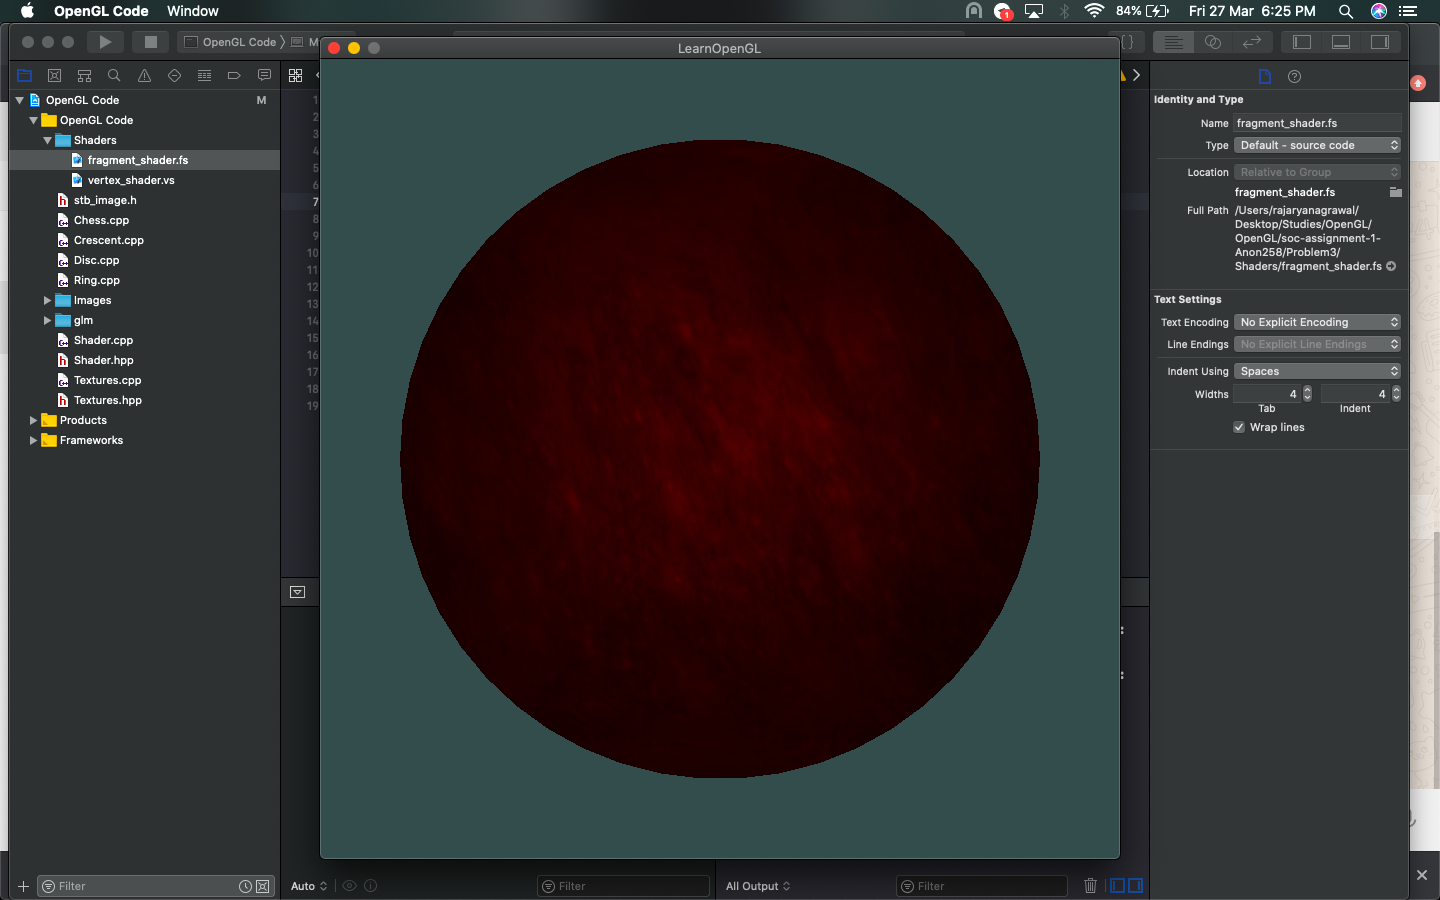 OpenGL Code Window
84% Fri 27 Mar 6:25 PM
OpenGL Code M
LearnOpenGL
{}
OpenGL Code M
OpenGL Code
Shaders
fragment_shader.fs
vertex_shader.vs
stb_image.h
Chess.cpp
Crescent.cpp
Disc.cpp
Ring.cpp
Images
glm
Shader.cpp
Shader.hpp
Textures.cpp
Textures.hpp
Products
Frameworks
1
2
3
4
5
6
7
8
9
10
11
12
13
14
15
16
17
18
19
Identity and Type
Name fragment_shader.fs
Type Default - source code
Location Relative to Group
fragment_shader.fs
Full Path /Users/rajaryanagrawal/
Desktop/Studies/OpenGL/
OpenGL/soc-assignment-1-
Anon258/Problem3/
Shaders/fragment_shader.fs
Text Settings
Text Encoding No Explicit Encoding
Line Endings No Explicit Line Endings
Indent Using Spaces
Widths 4 4
Tab Indent
Wrap lines
Filter
Auto
Filter
All Output
Filter